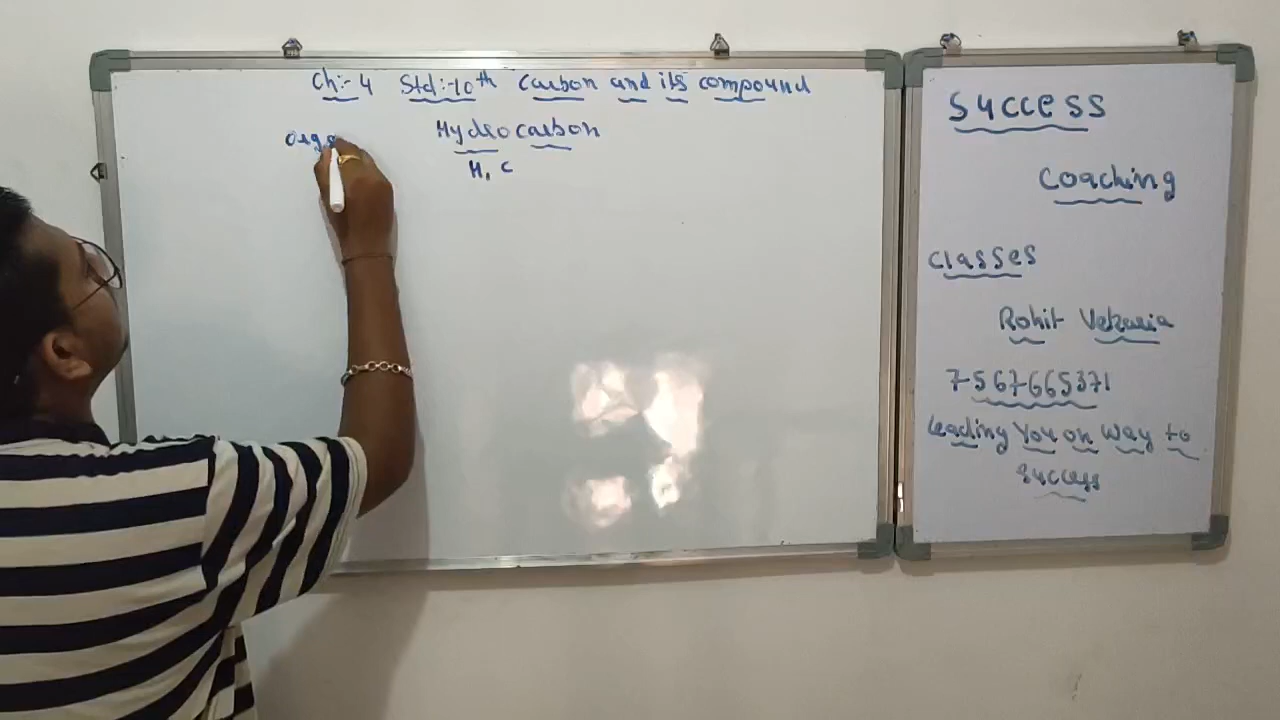 Ch:- 4 Std:-10th Carbon and its compound
Hydrocarbon
H, C
Success
Coaching
Classes
Rohit Vekaria
7567665371
Leading You on Way to
Success